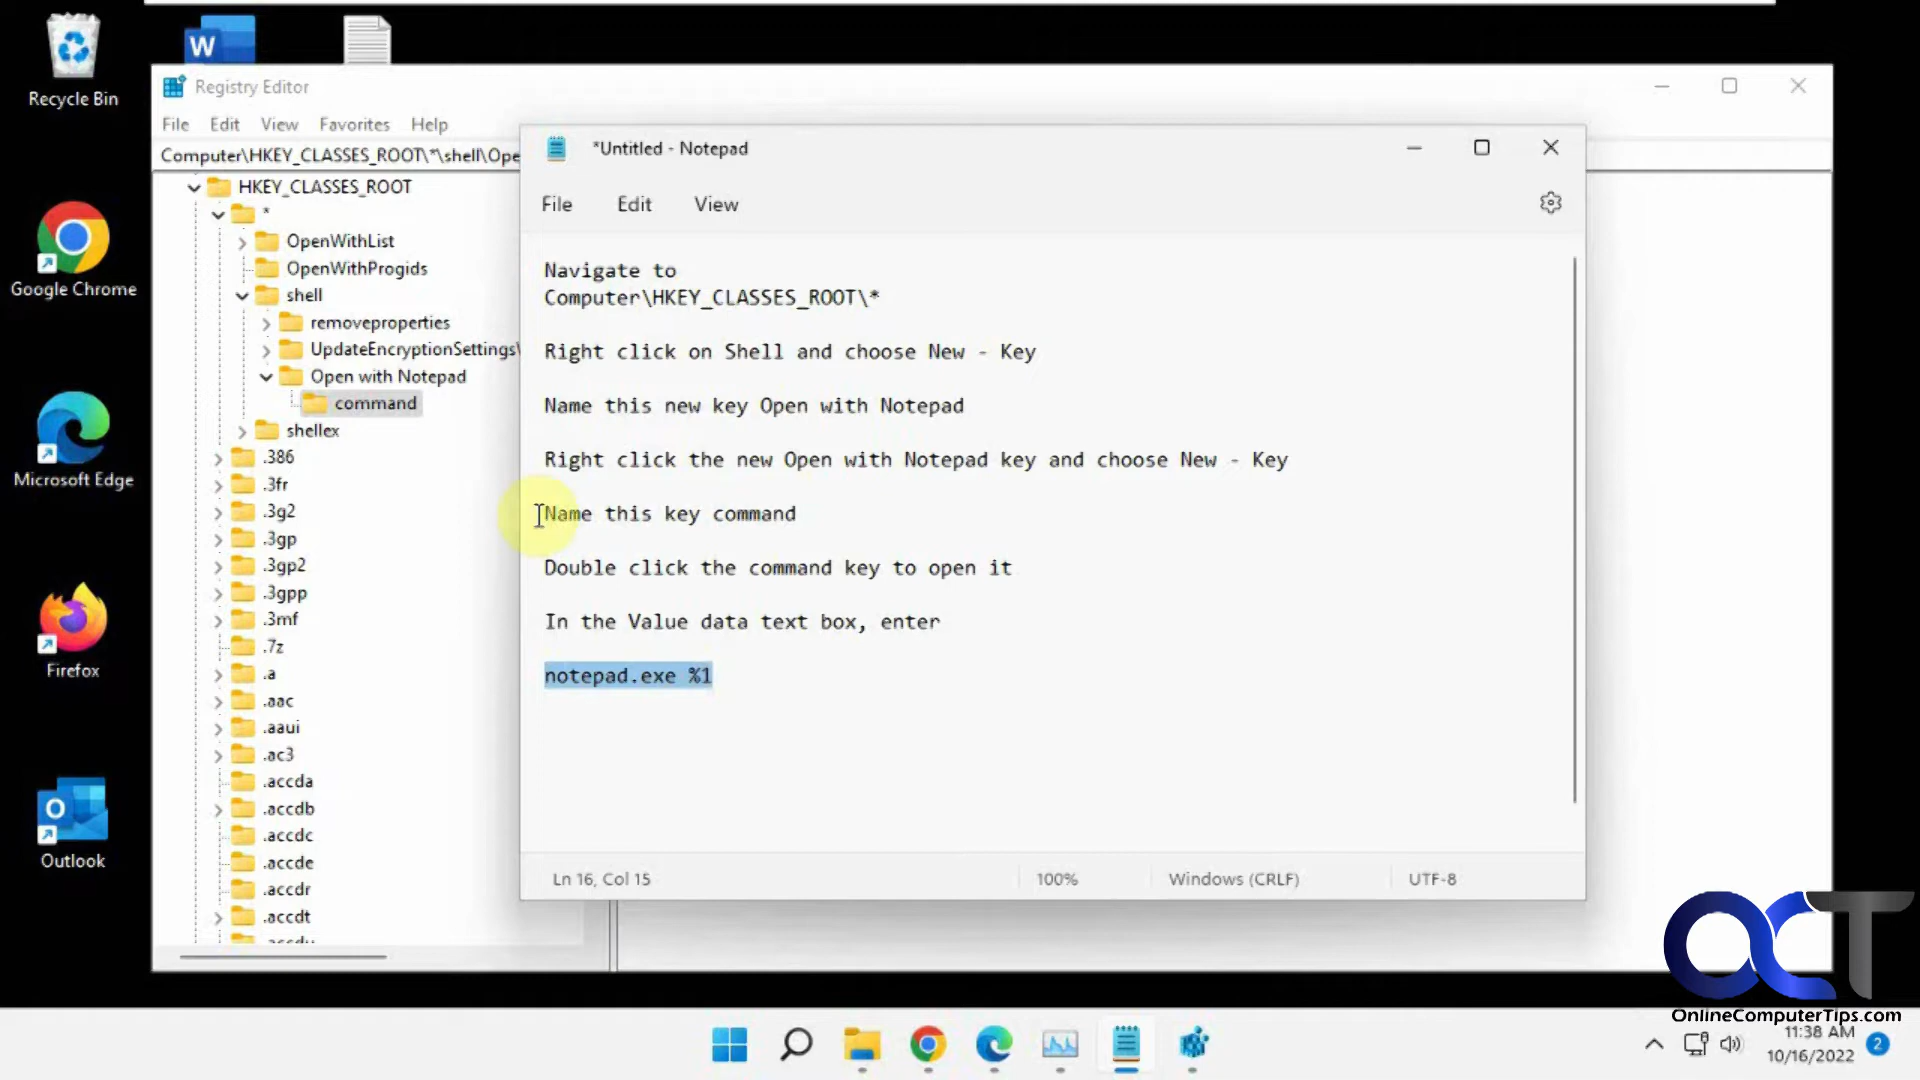 Recycle Bin
Google Chrome
Microsoft Edge
Firefox
Outlook
W
Registry Editor
File Edit View Favorites Help
Computer\HKEY_CLASSES_ROOT\*\shell\Ope
HKEY_CLASSES_ROOT
*
OpenWithList
OpenWithProgids
shell
removeproperties
UpdateEncryptionSettings\
Open with Notepad
command
shellex
.386
.3fr
.3g2
.3gp
.3gp2
.3gpp
.3mf
.7z
.a
.aac
.aaui
.ac3
.accda
.accdb
.accdc
.accde
.accdr
.accdt
*Untitled - Notepad
File Edit View
Navigate to
Computer\HKEY_CLASSES_ROOT\*
Right click on Shell and choose New - Key
Name this new key Open with Notepad
Right click the new Open with Notepad key and choose New - Key
Name this key command
Double click the command key to open it
In the Value data text box, enter
notepad.exe %1
Ln 16, Col 15 100% Windows (CRLF) UTF-8
OCT
OnlineComputerTips.com
11:38 AM
10/16/2022
2